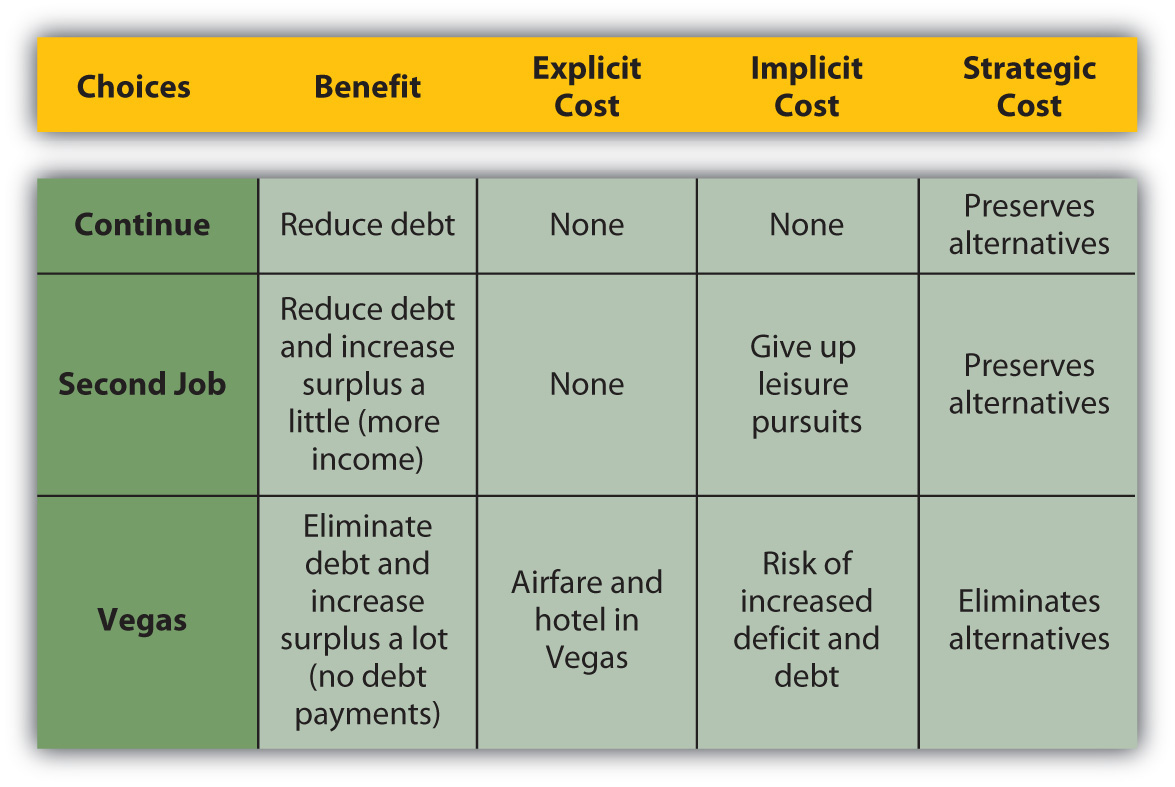 Choices
Benefit
Explicit
Cost
Implicit
Cost
Strategic
Cost
Continue
Reduce debt
None
None
Preserves
alternatives
Second Job
Reduce debt
and increase
surplus a
little (more
income)
None
Give up
leisure
pursuits
Preserves
alternatives
Vegas
Eliminate
debt and
increase
surplus a lot
(no debt
payments)
Airfare and
hotel in
Vegas
Risk of
increased
deficit and
debt
Eliminates
alternatives